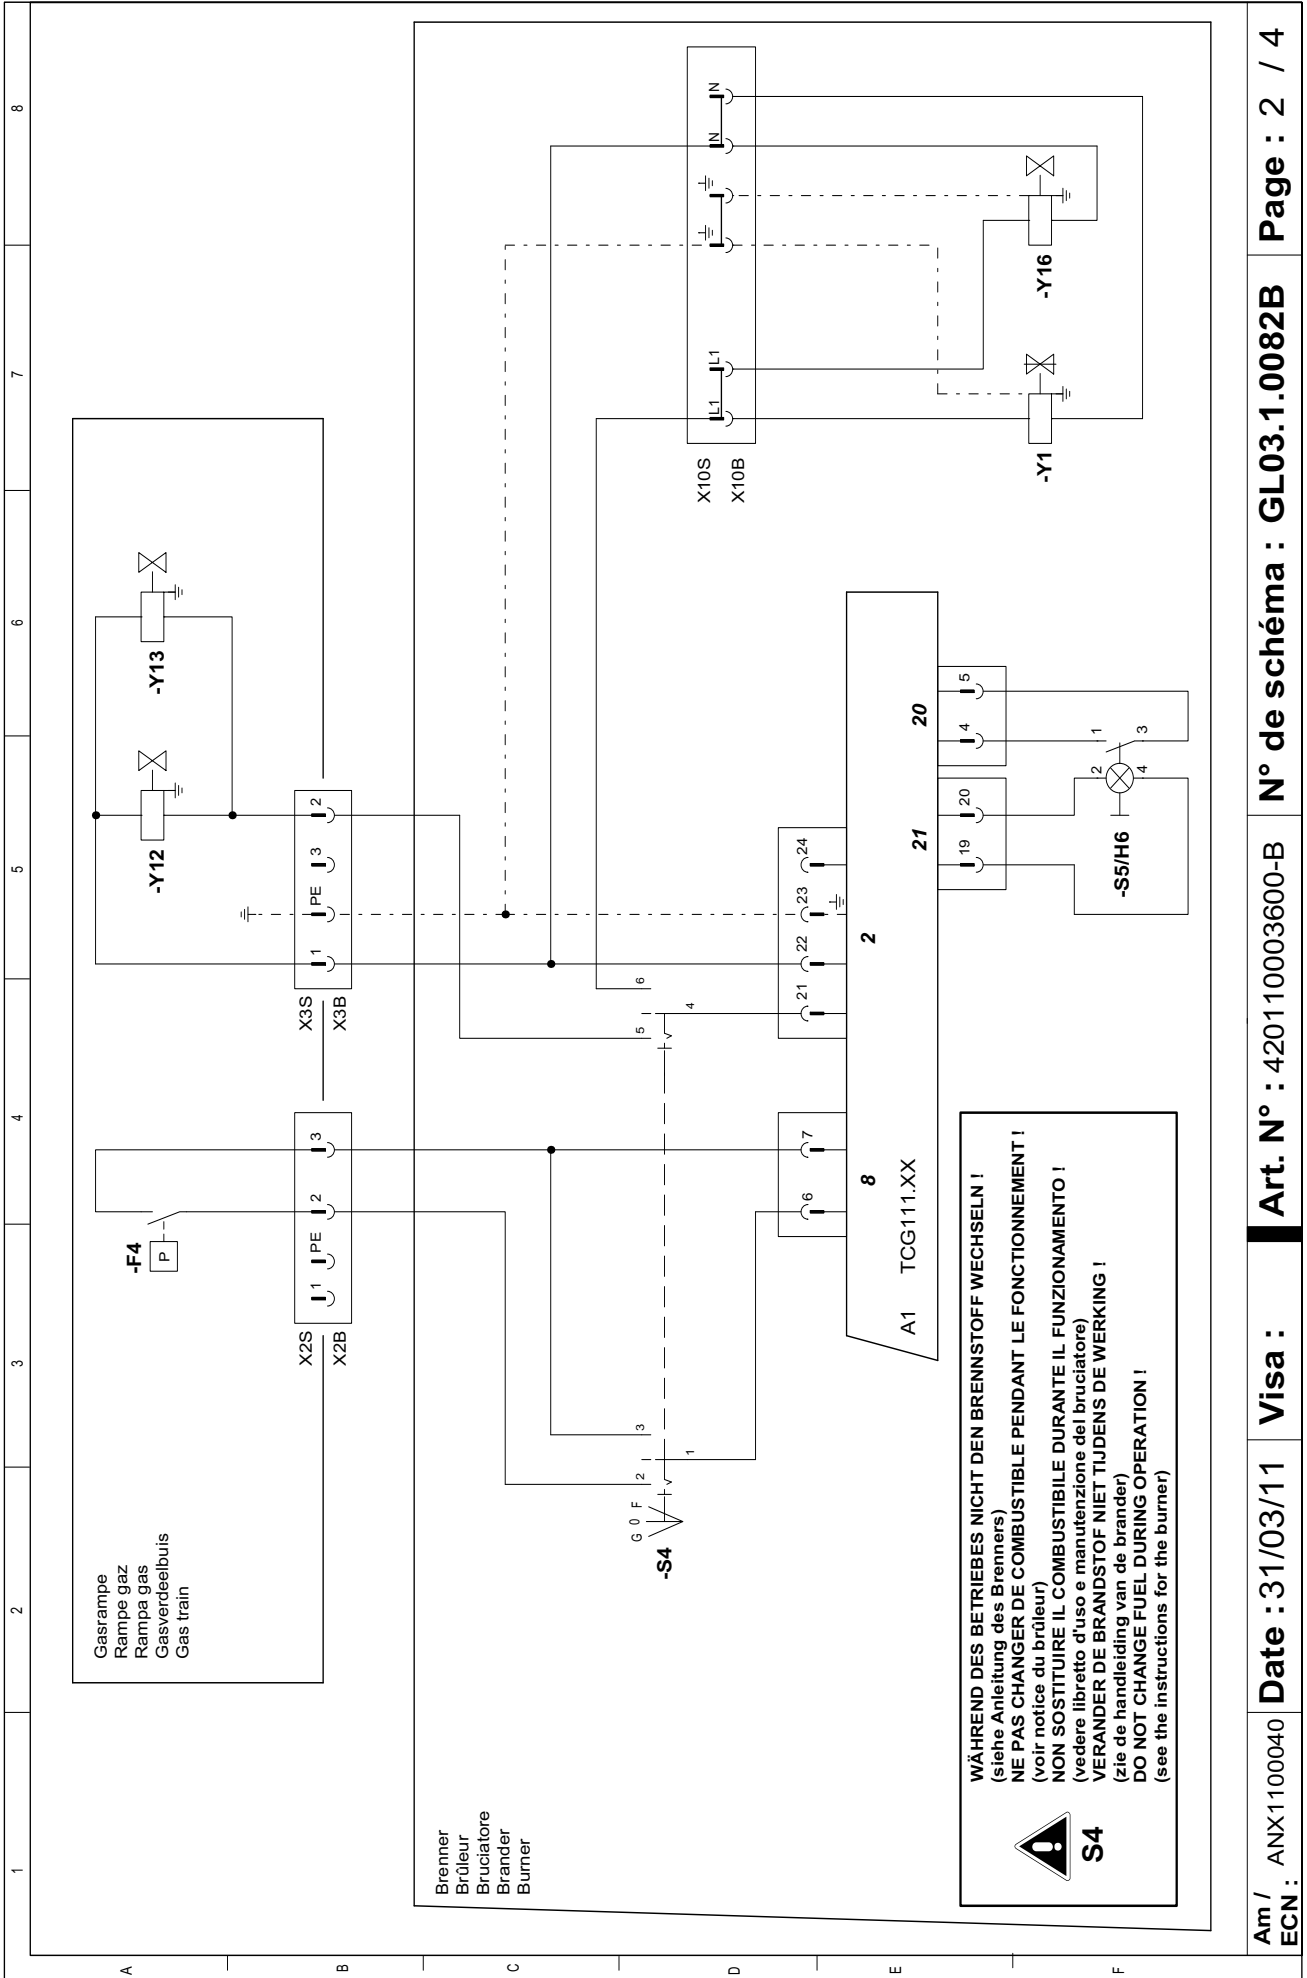 1 2 3 4 5 6 7 8
A
B
C
D
E
F
Gasrampe
Rampe gaz
Rampa gas
Gasverdeelbuis
Gas train
-F4
P
-Y12
-Y13
X2S
X2B
1 PE 2 3
X3S
X3B
1 PE 3 2
Brenner
Brûleur
Bruciatore
Brander
Burner
G 0 F
-S4
2 3
1
5 6
4
X10S
X10B
L1 L1 N N
6 7
21 22 23 24
8
2
A1 TCG111.XX
21
20
19 20
4 5
-S5/H6
2 1
4 3
-Y1
-Y16
S4
WÄHREND DES BETRIEBES NICHT DEN BRENNSTOFF WECHSELN !
(siehe Anleitung des Brenners)
NE PAS CHANGER DE COMBUSTIBLE PENDANT LE FONCTIONNEMENT !
(voir notice du brûleur)
NON SOSTITUIRE IL COMBUSTIBILE DURANTE IL FUNZIONAMENTO !
(vedere libretto d'uso e manutenzione del bruciatore)
VERANDER DE BRANDSTOF NIET TIJDENS DE WERKING !
(zie de handleiding van de brander)
DO NOT CHANGE FUEL DURING OPERATION !
(see the instructions for the burner)
Am / ECN : ANX1100040 Date : 31/03/11 Visa : Art. N° : 420110003600-B N° de schéma : GL03.1.0082B Page : 2 / 4